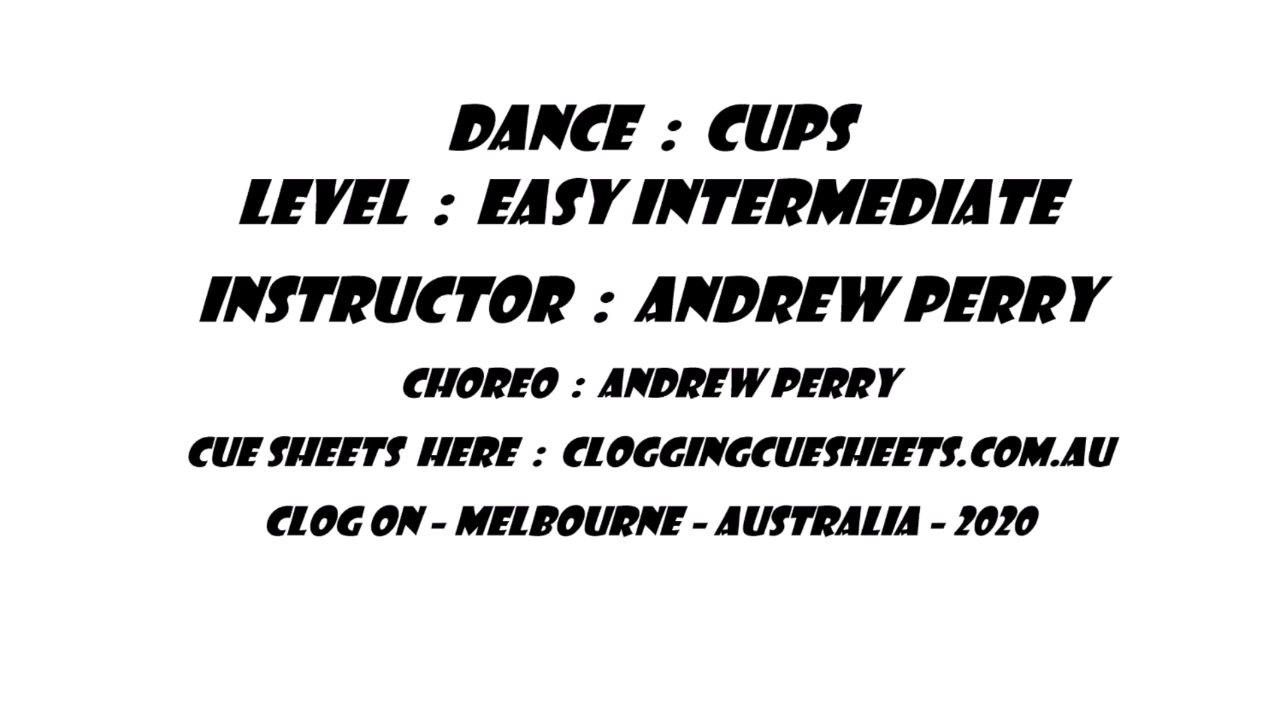 DANCE : CUPS
LEVEL : EASY INTERMEDIATE
INSTRUCTOR : ANDREW PERRY
CHOREO : ANDREW PERRY
CUE SHEETS HERE : CLOGGINGCUESHEETS.COM.AU
CLOG ON – MELBOURNE – AUSTRALIA – 2020